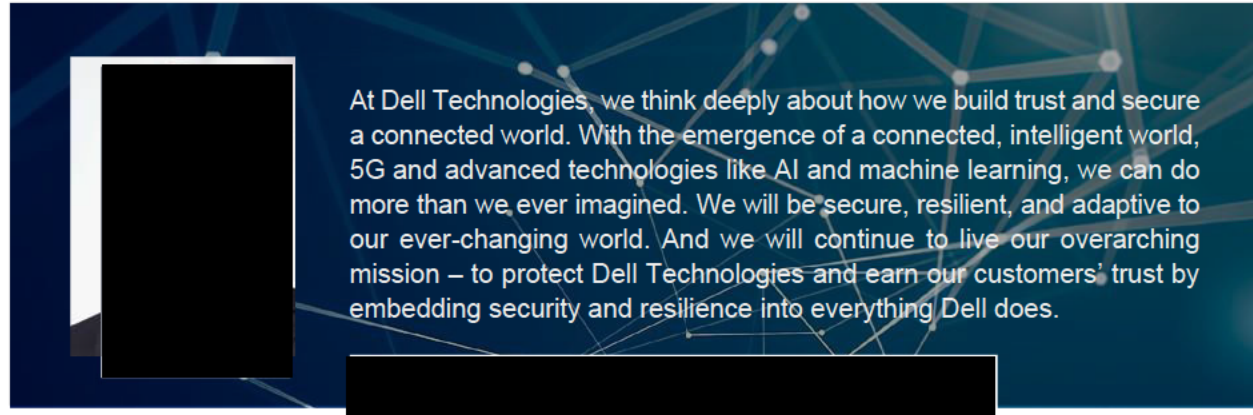 At Dell Technologies, we think deeply about how we build trust and secure
a connected world. With the emergence of a connected, intelligent world,
5G and advanced technologies like AI and machine learning, we can do
more than we ever imagined. We will be secure, resilient, and adaptive to
our ever-changing world. And we will continue to live our overarching
mission – to protect Dell Technologies and earn our customers’ trust by
embedding security and resilience into everything Dell does.